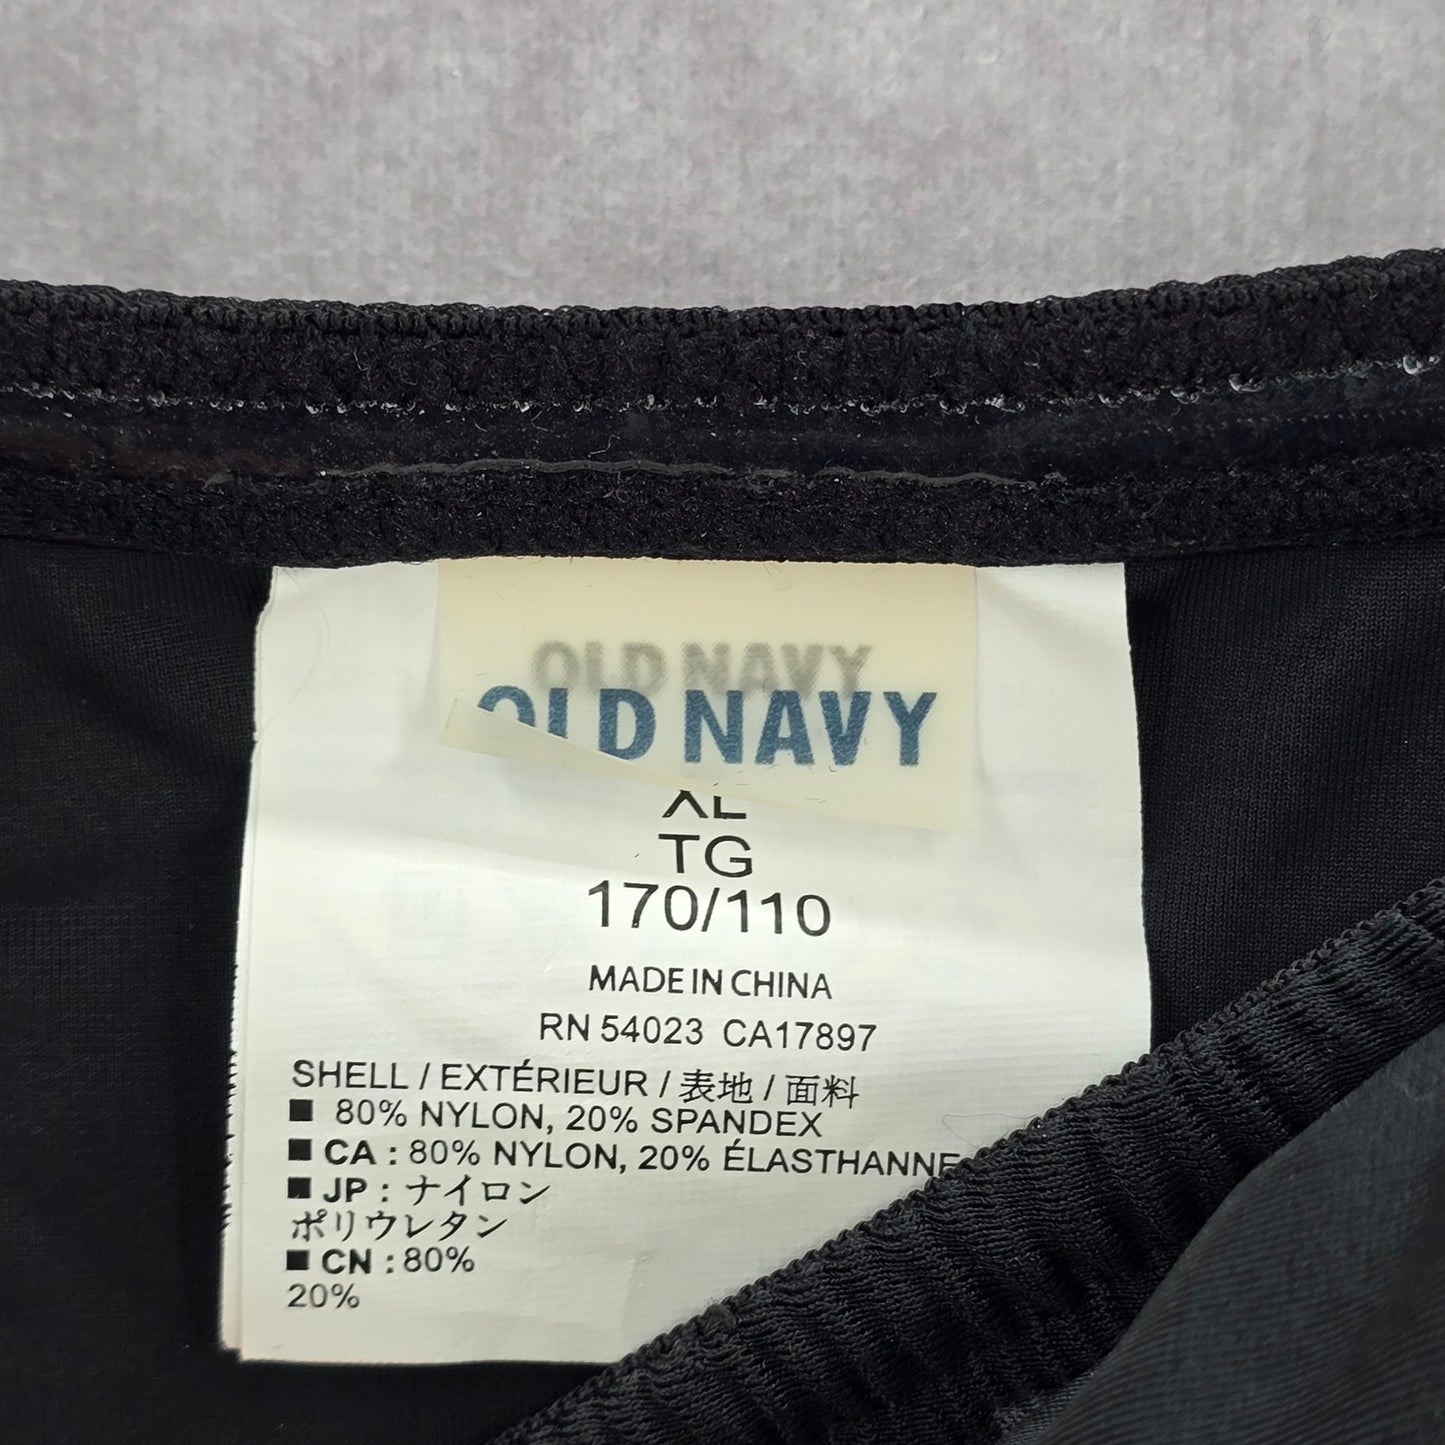 OLD NAVY
OLD NAVY
XL
TG
170/110
MADE IN CHINA
RN 54023 CA17897
SHELL / EXTÉRIEUR / 表地 / 面料
■ 80% NYLON, 20% SPANDEX
■ CA : 80% NYLON, 20% ÉLASTHANNE
■ JP : ナイロン
ポリウレタン
■ CN : 80%
20%